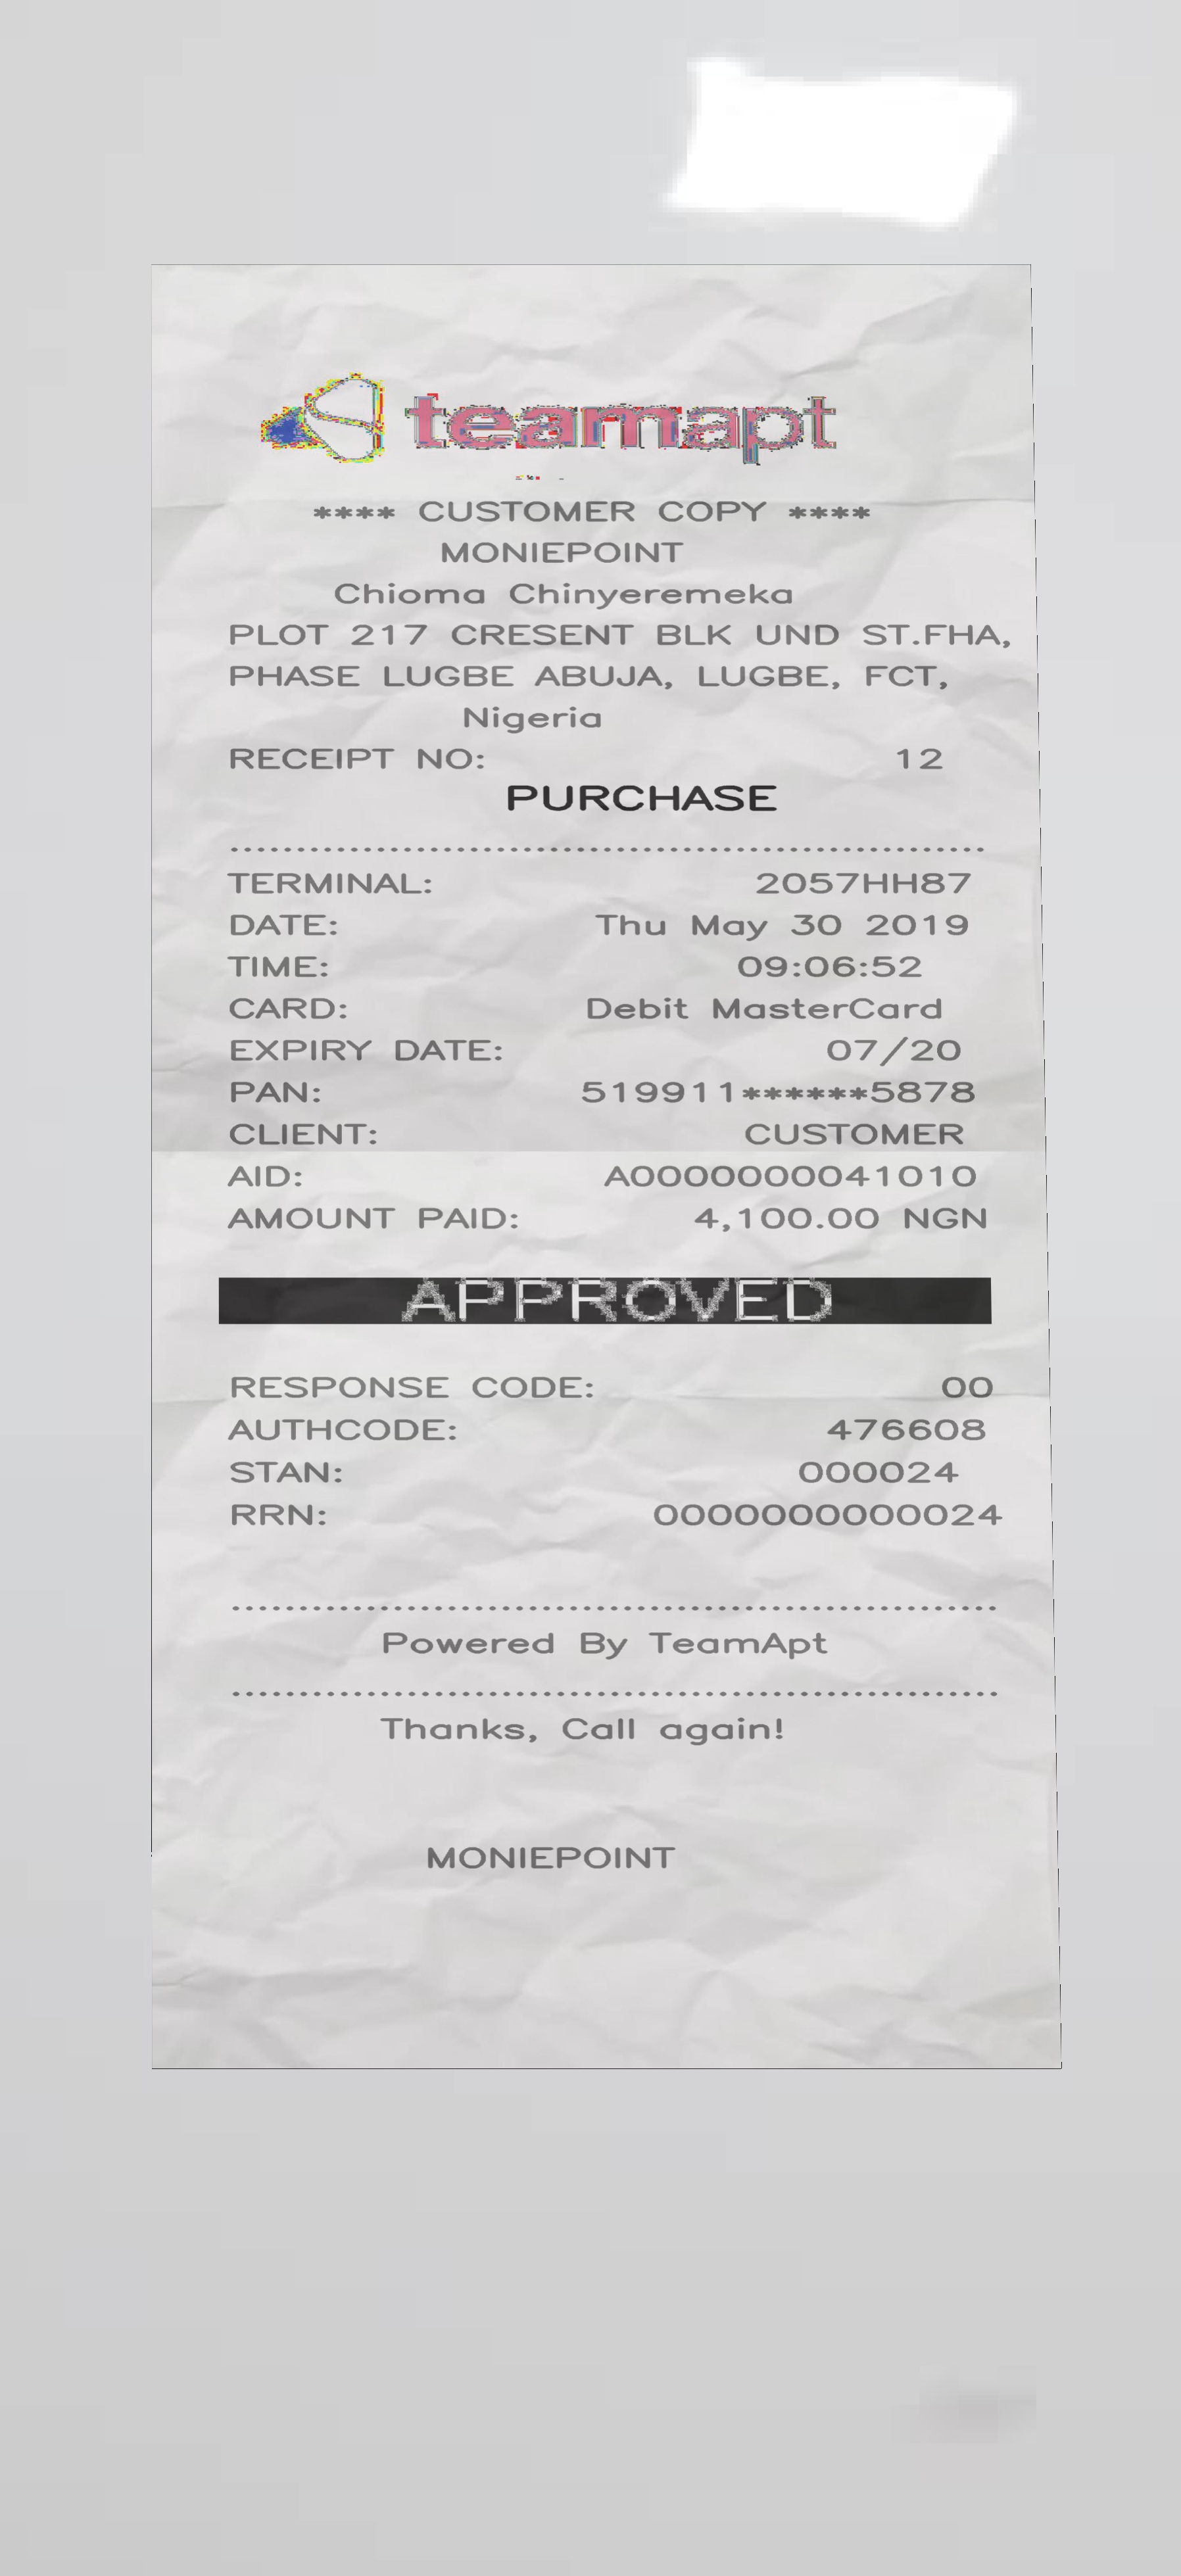 teamapt
**** CUSTOMER COPY ****
MONIEPOINT
Chioma Chinyeremeka
PLOT 217 CRESENT BLK UND ST.FHA,
PHASE LUGBE ABUJA, LUGBE, FCT,
Nigeria
RECEIPT NO: 12
PURCHASE
TERMINAL: 2057HH87
DATE: Thu May 30 2019
TIME: 09:06:52
CARD: Debit MasterCard
EXPIRY DATE: 07/20
PAN: 519911******5878
CLIENT: CUSTOMER
AID: A0000000041010
AMOUNT PAID: 4,100.00 NGN
APPROVED
RESPONSE CODE: 00
AUTHCODE: 476608
STAN: 000024
RRN: 0000000000024
Powered By TeamApt
Thanks, Call again!
MONIEPOINT